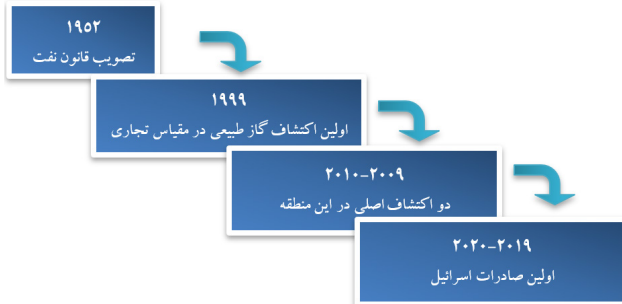 ۱۹۵۲
تصویب قانون نفت
۱۹۹۹
اولین اکتشاف گاز طبیعی در مقیاس تجاری
۲۰۱۰-۲۰۰۹
دو اکتشاف اصلی در این منطقه
۲۰۲۰-۲۰۱۹
اولین صادرات اسرائیل